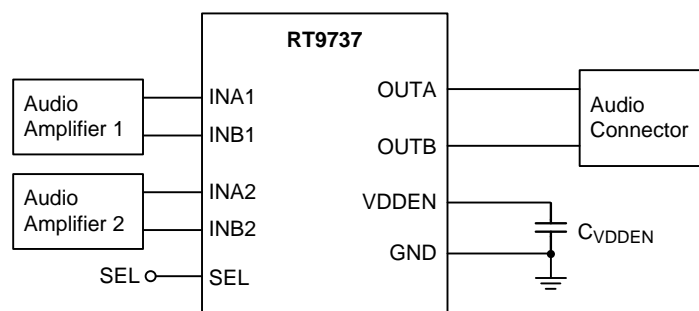 RT9737
Audio
Amplifier 1
INA1
INB1
Audio
Amplifier 2
INA2
INB2
SEL
SEL
OUTA
OUTB
VDDEN
GND
Audio
Connector
CVDDEN